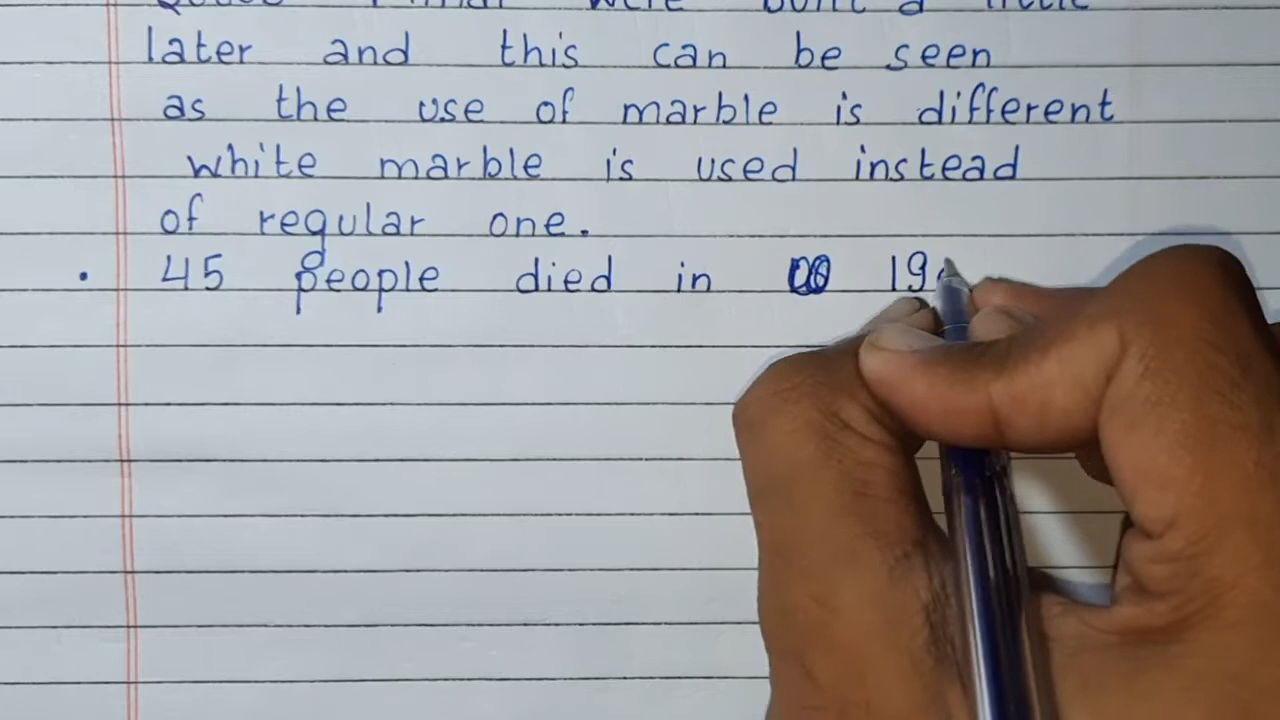 later and this can be seen
as the use of marble is different
white marble is used instead
of regular one.
• 45 people died in 19